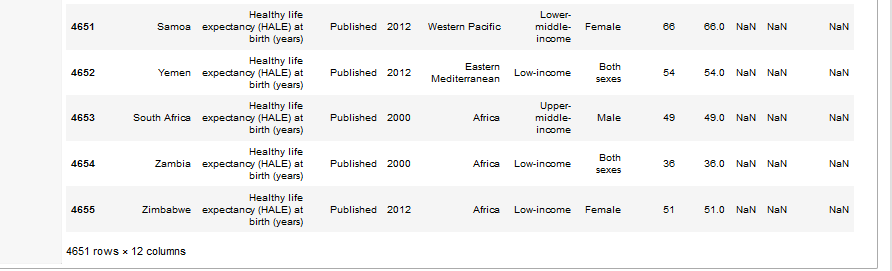 Healthy life Lower-
4651 Samoa expectancy (HALE) at Published 2012 Western Pacific middle- Female 66 66.0 NaN NaN NaN
birth (years) income
Healthy life
4652 Yemen expectancy (HALE) at Published 2012 Eastern Mediterranean Low-income Both sexes 54 54.0 NaN NaN NaN
birth (years)
Healthy life Upper-
4653 South Africa expectancy (HALE) at Published 2000 Africa middle- Male 49 49.0 NaN NaN NaN
birth (years) income
Healthy life
4654 Zambia expectancy (HALE) at Published 2000 Africa Low-income Both sexes 36 36.0 NaN NaN NaN
birth (years)
Healthy life
4655 Zimbabwe expectancy (HALE) at Published 2012 Africa Low-income Female 51 51.0 NaN NaN NaN
birth (years)
4651 rows × 12 columns